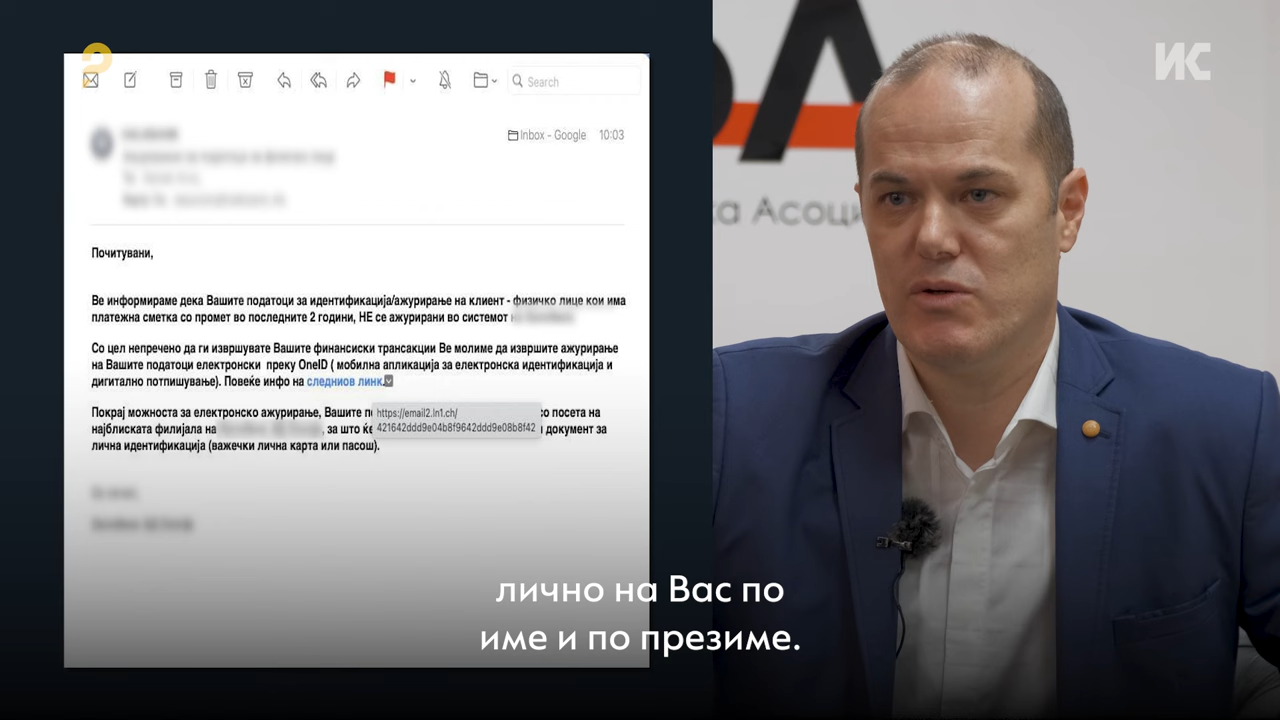 Search
Inbox - Google 10:03
Почитувани,
Ве информираме дека Вашите податоци за идентификација/ажурирање на клиент - физичко лице кои има
платежна сметка со промет во последните 2 години, НЕ се ажурирани во системот
Со цел непречено да ги извршувате Вашите финансиски трансакции Ве молиме да извршите ажурирање
на Вашите податоци електронски преку OneID ( мобилна апликација за електронска идентификација и
дигитално потпишување). Повеќе инфо на следниов линк.
Покрај можноста за електронско ажурирање, Вашите со посета на
https://email2.ln1.ch/
421642ddd9e04b8f9642ddd9e08b8f42
најблиската филијала на , за што документ за
лична идентификација (важечки лична карта или пасош).
ИС
ка Асоци
лично на Вас по
име и по презиме.